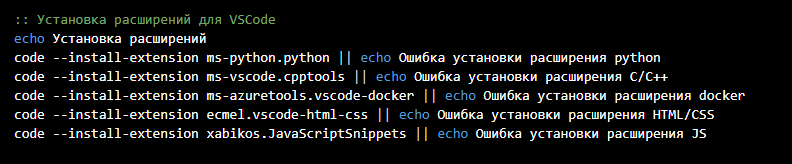 :: Установка расширений для VSCode
echo Установка расширений
code --install-extension ms-python.python || echo Ошибка установки расширения python
code --install-extension ms-vscode.cpptools || echo Ошибка установки расширения C/C++
code --install-extension ms-azuretools.vscode-docker || echo Ошибка установки расширения docker
code --install-extension ecmel.vscode-html-css || echo Ошибка установки расширения HTML/CSS
code --install-extension xabikos.JavaScriptSnippets || echo Ошибка установки расширения JS